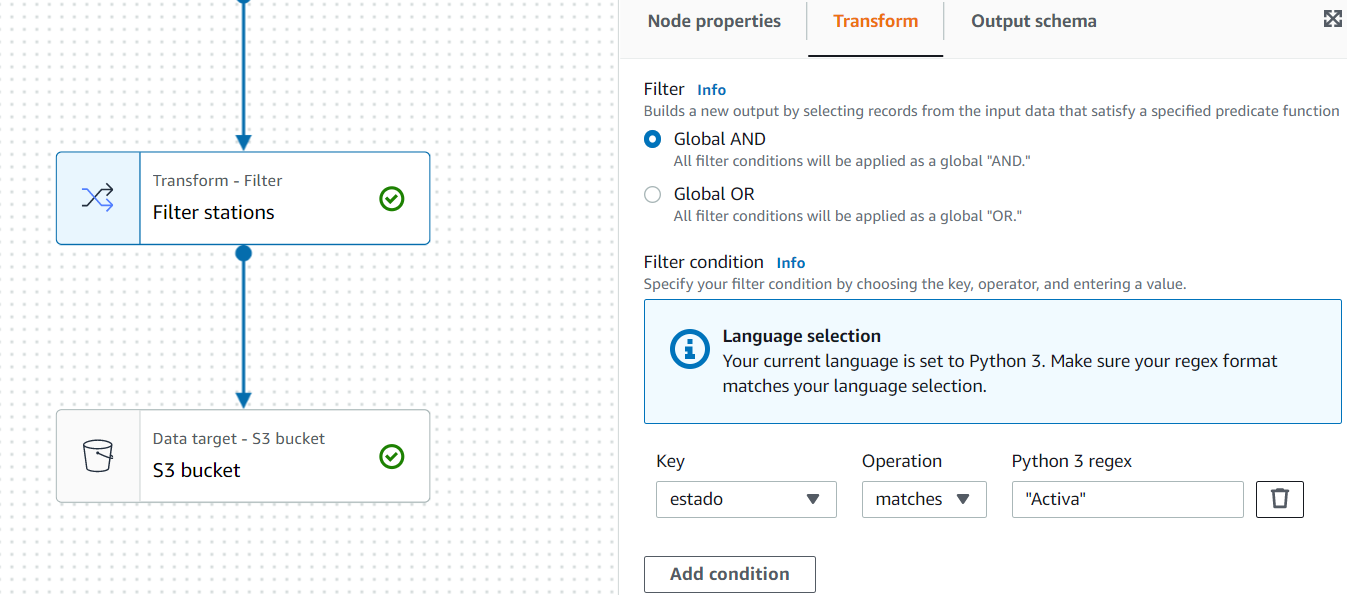 Node properties
Transform
Output schema
Filter Info
Builds a new output by selecting records from the input data that satisfy a specified predicate function
Global AND
All filter conditions will be applied as a global "AND."
Global OR
All filter conditions will be applied as a global "OR."
Filter condition Info
Specify your filter condition by choosing the key, operator, and entering a value.
Language selection
Your current language is set to Python 3. Make sure your regex format
matches your language selection.
Key
Operation
Python 3 regex
estado
matches
"Activa"
Add condition
Transform - Filter
Filter stations
Data target - S3 bucket
S3 bucket